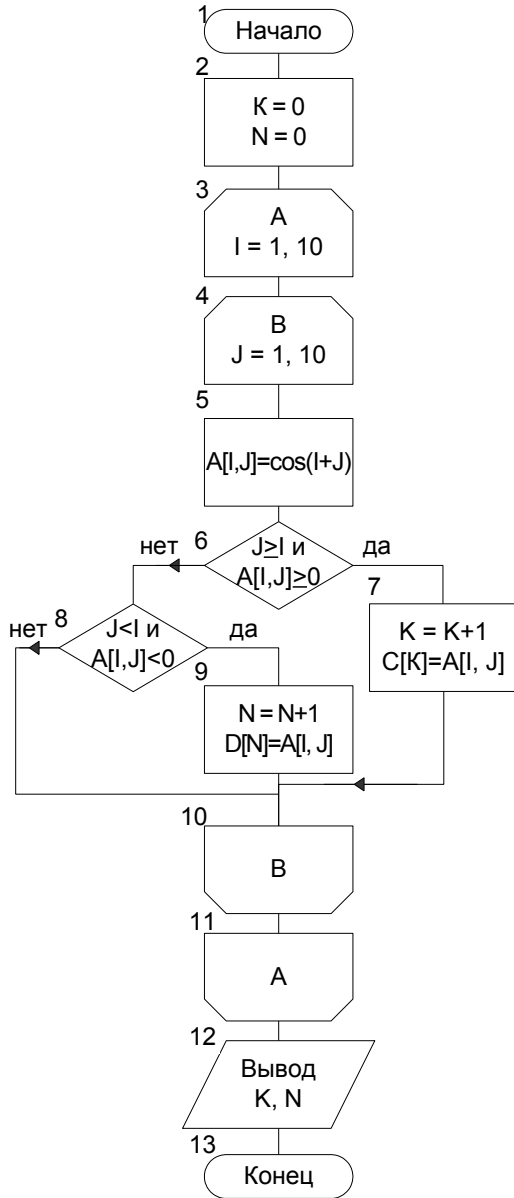 1
Начало
2
K = 0
N = 0
3
A
I = 1, 10
4
B
J = 1, 10
5
A[I,J]=cos(I+J)
нет
6
J≥I и
A[I,J]≥0
да
7
K = K+1
C[K]=A[I, J]
нет
8
J<I и
A[I,J]<0
да
9
N = N+1
D[N]=A[I, J]
10
B
11
A
12
Вывод
K, N
13
Конец